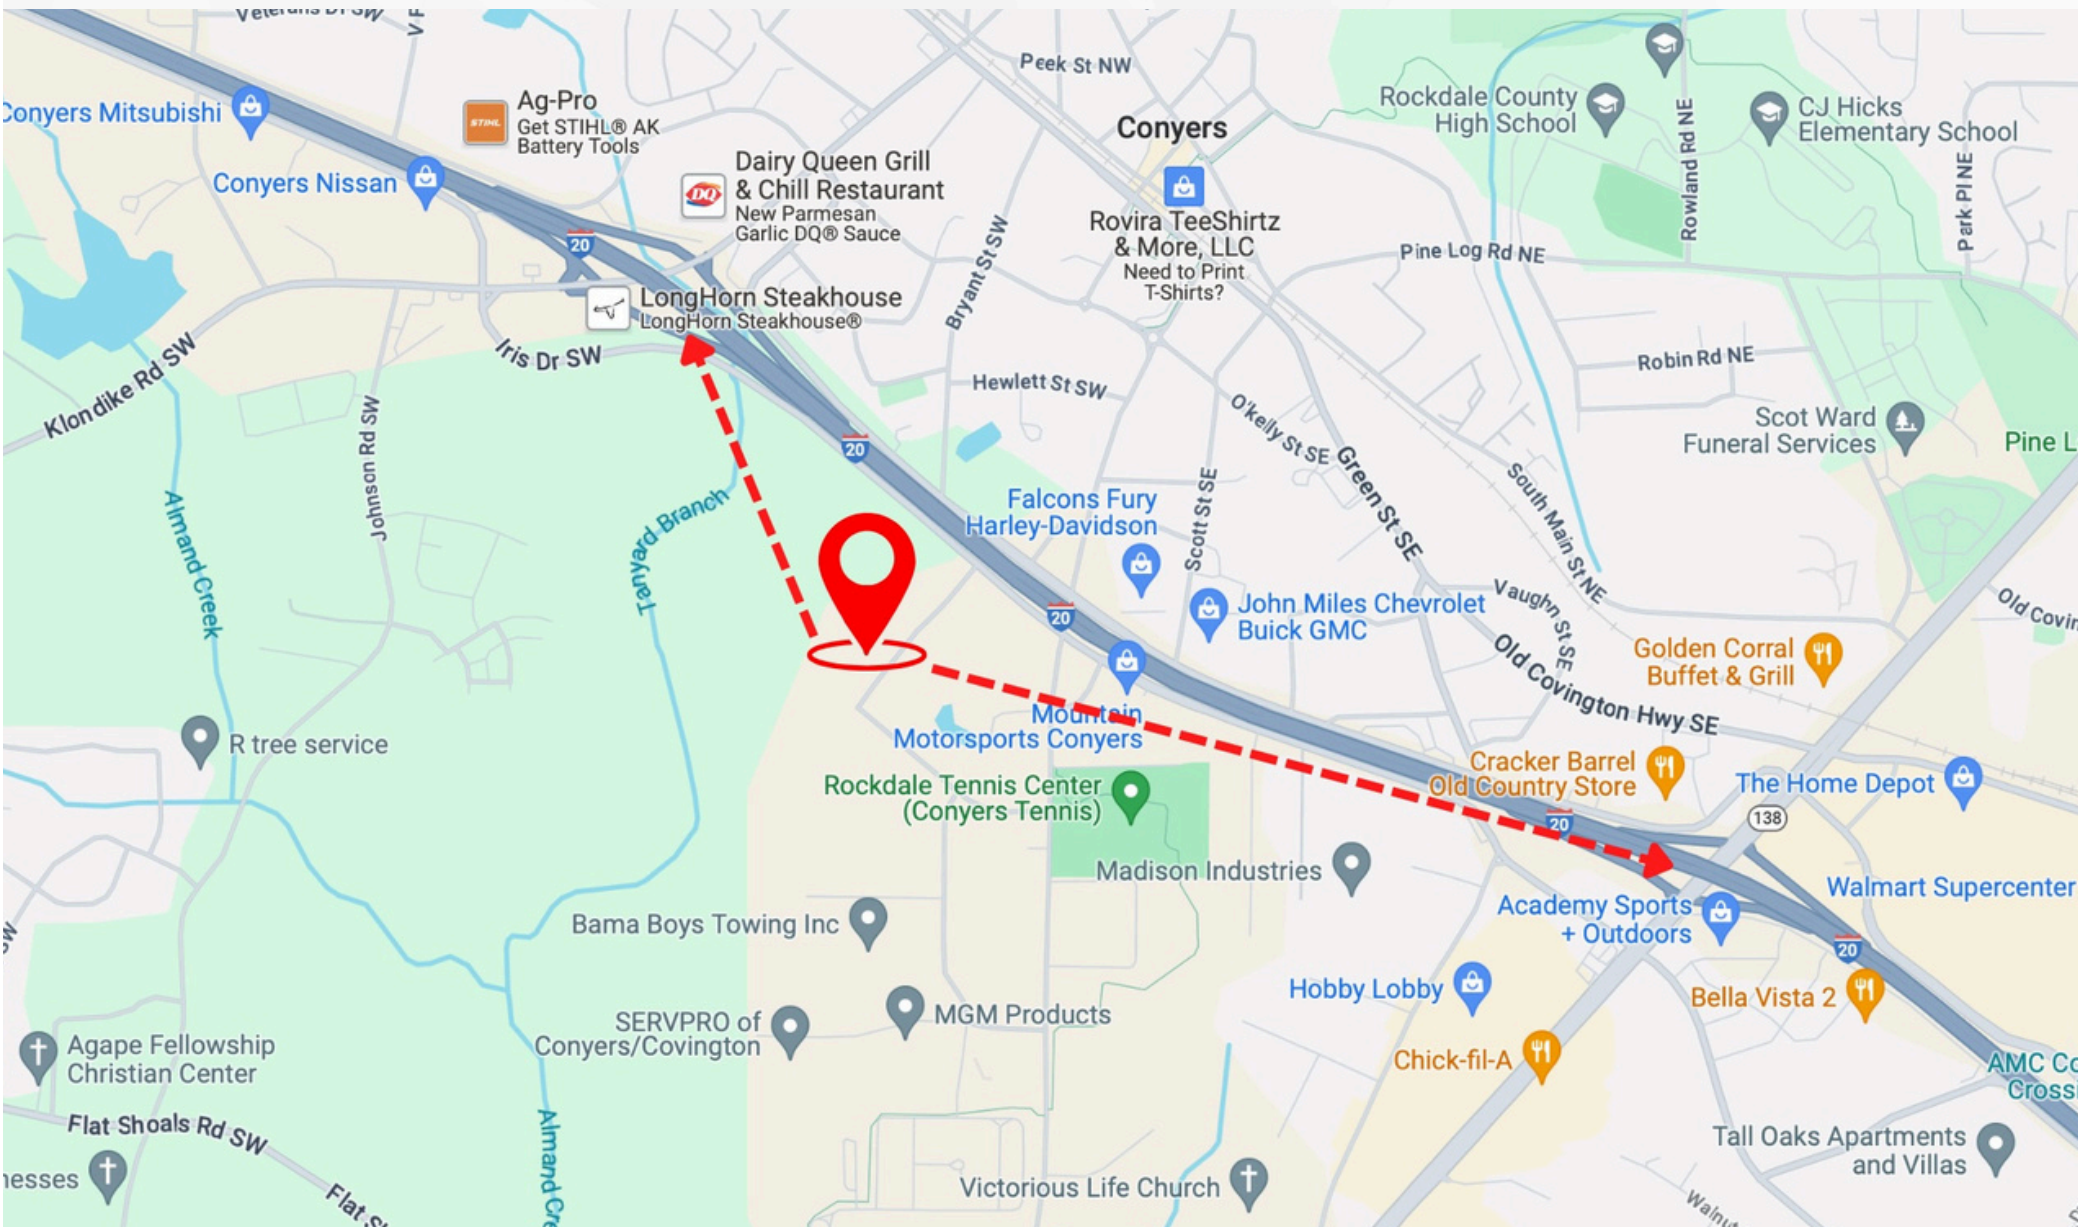 Veterans Dr SW
Peek St NW
Conyers Mitsubishi
Ag-Pro
Get STIHL® AK
Battery Tools
STIHL
Conyers
Rockdale County
High School
CJ Hicks
Elementary School
Rowland Rd NE
Park Pl NE
Conyers Nissan
DQ
Dairy Queen Grill
& Chill Restaurant
New Parmesan
Garlic DQ® Sauce
Rovira TeeShirtz
& More, LLC
Need to Print
T-Shirts?
Bryant St SW
Pine Log Rd NE
20
LongHorn Steakhouse
LongHorn Steakhouse®
Klondike Rd SW
Iris Dr SW
Johnson Rd SW
Hewlett St SW
Robin Rd NE
O'kelly St SE
Green St SE
Scot Ward
Funeral Services
Pine L
20
Almand Creek
Tanyard Branch
Falcons Fury
Harley-Davidson
Scott St SE
South Main St NE
Vaughn St SE
Old Covin
20
John Miles Chevrolet
Buick GMC
Old Covington Hwy SE
Golden Corral
Buffet & Grill
Mountain
Motorsports Conyers
R tree service
Rockdale Tennis Center
(Conyers Tennis)
Cracker Barrel
Old Country Store
The Home Depot
20
138
Madison Industries
Walmart Supercenter
Academy Sports
+ Outdoors
20
Bama Boys Towing Inc
Hobby Lobby
Bella Vista 2
SERVPRO of
Conyers/Covington
MGM Products
Chick-fil-A
Agape Fellowship
Christian Center
AMC Co
Crossi
Flat Shoals Rd SW
Almand Cre
Tall Oaks Apartments
and Villas
nesses
Flat S
Victorious Life Church
Walnu